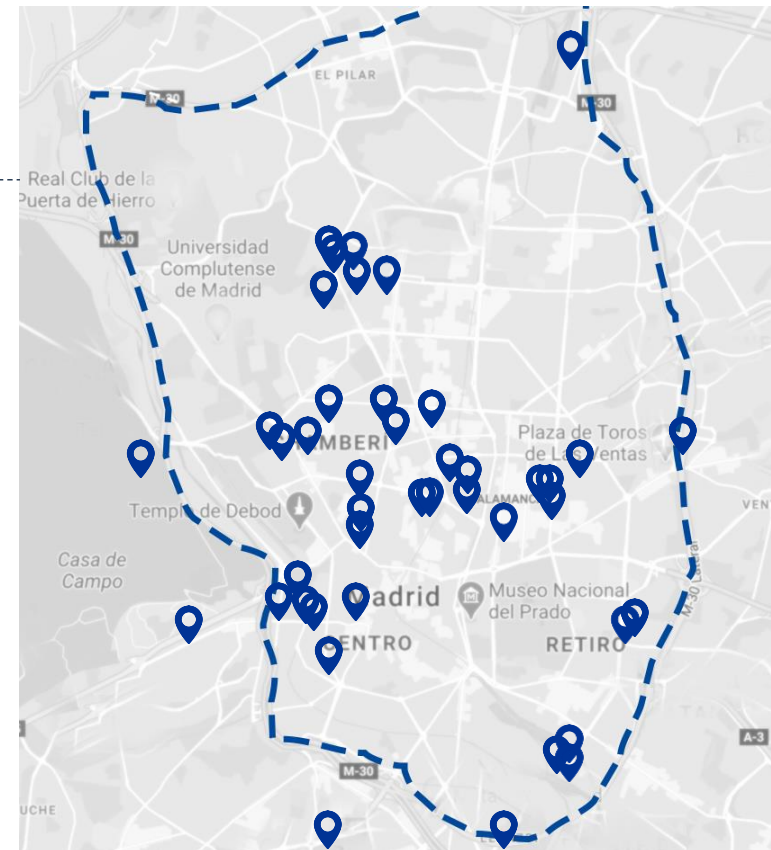 EL PILAR
M-30
M-30
Real Club de la
Puerta de Hierro
M-30
Universidad
Complutense
de Madrid
Plaza de Toros
de Las Ventas
Templo de Debod
VEN
Casa de
Campo
M-30 Lateral
Madrid
Museo Nacional
del Prado
CENTRO
RETIRO
A-3
M-30
UCHE